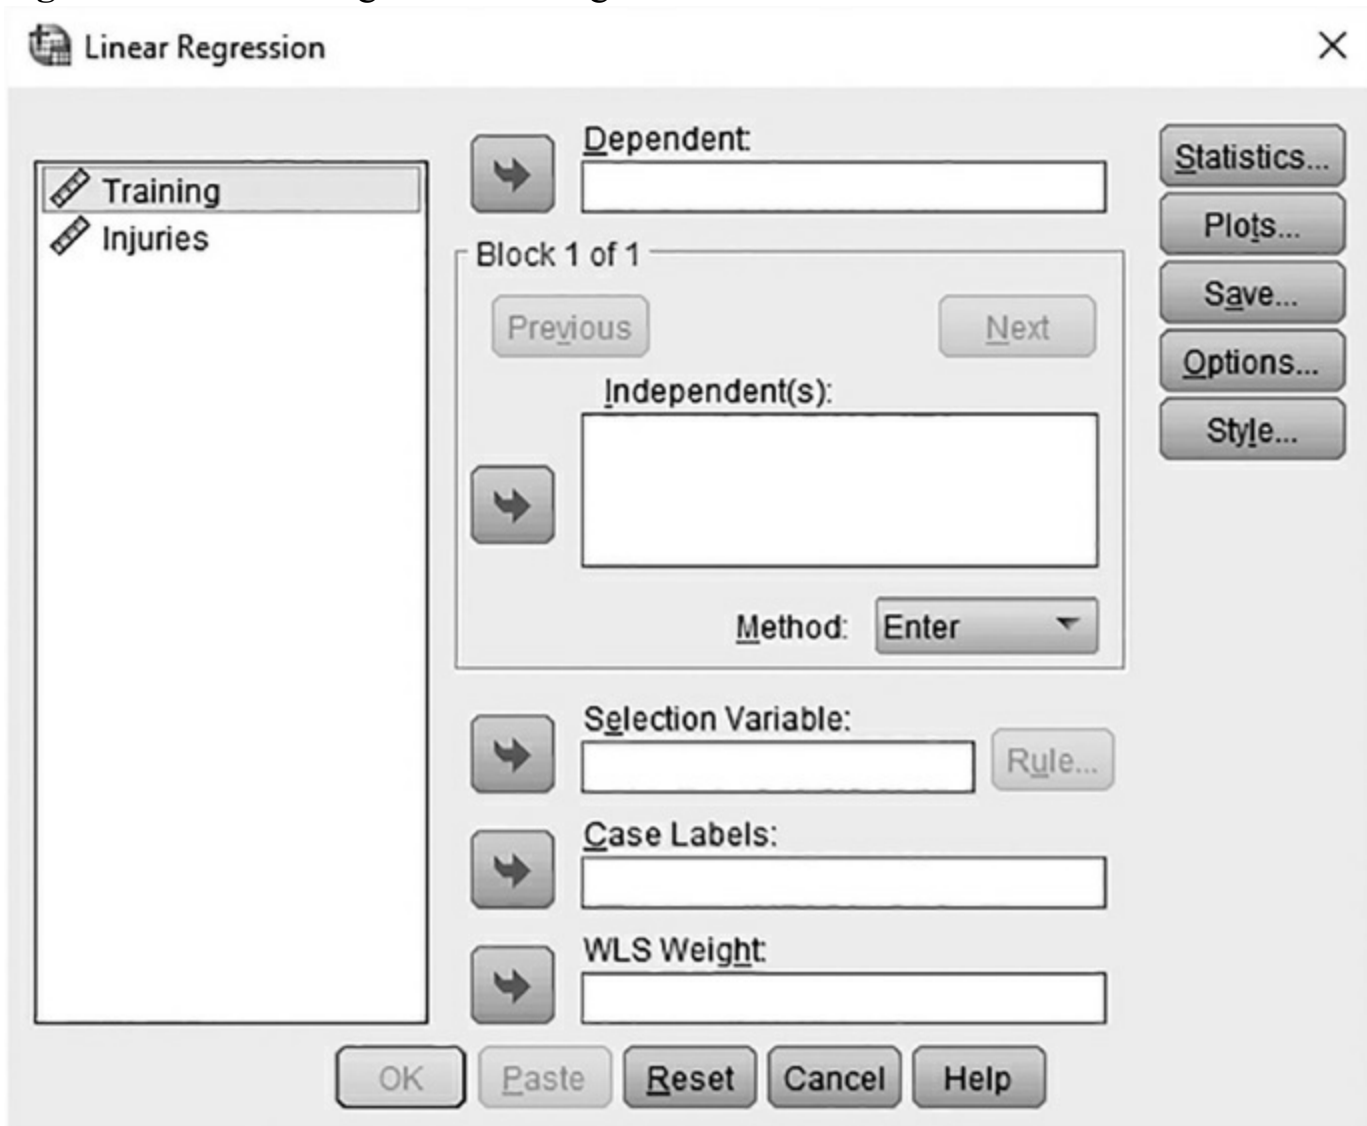 Linear Regression
Training
Injuries
Dependent:
Block 1 of 1
Previous
Next
Independent(s):
Method:
Enter
Selection Variable:
Rule...
Case Labels:
WLS Weight:
Statistics...
Plots...
Save...
Options...
Style...
OK
Paste
Reset
Cancel
Help